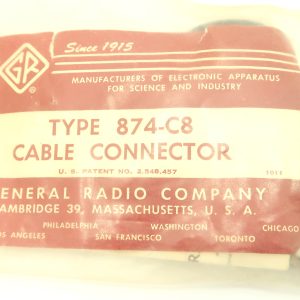 GR
Since 1915
MANUFACTURERS OF ELECTRONIC APPARATUS
FOR SCIENCE AND INDUSTRY
TYPE 874-C8
CABLE CONNECTOR
U. S. PATENT NO. 2,548,457
ENERAL RADIO COMPANY
AMBRIDGE 39, MASSACHUSETTS, U. S. A.
PHILADELPHIA WASHINGTON CHICAGO
OS ANGELES SAN FRANCISCO TORONTO